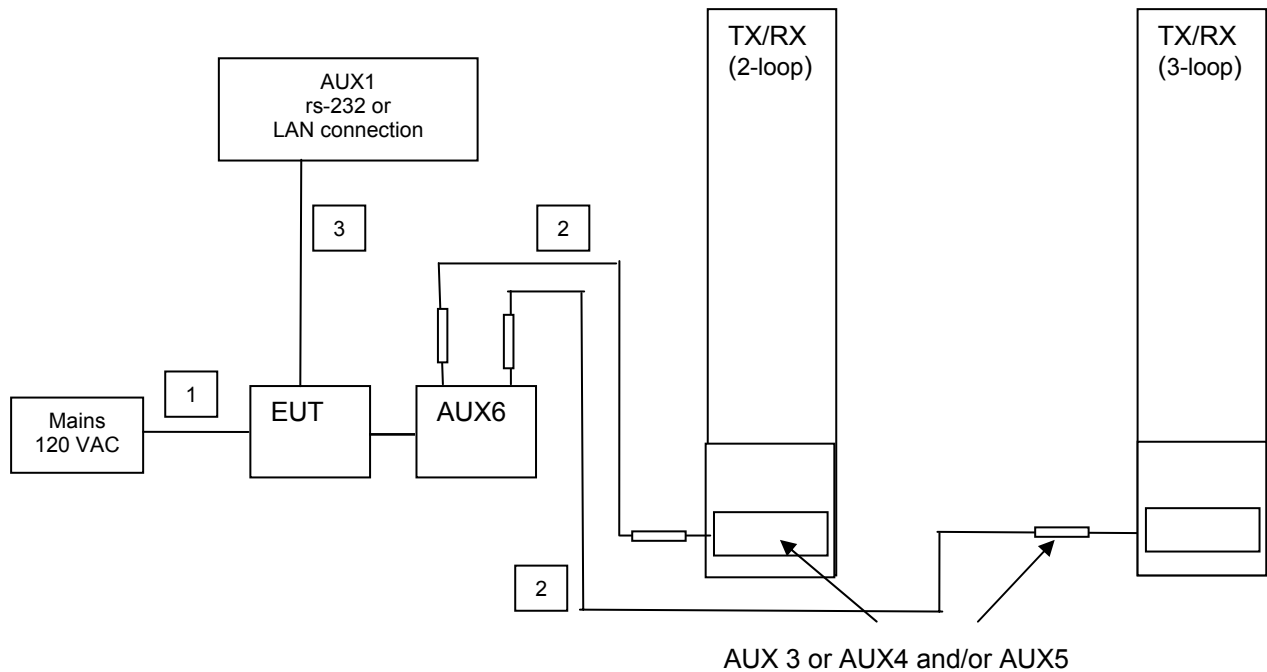 TX/RX
(2-loop)
TX/RX
(3-loop)
AUX1
rs-232 or
LAN connection
3
2
1
EUT
AUX6
Mains
120 VAC
2
AUX 3 or AUX4 and/or AUX5